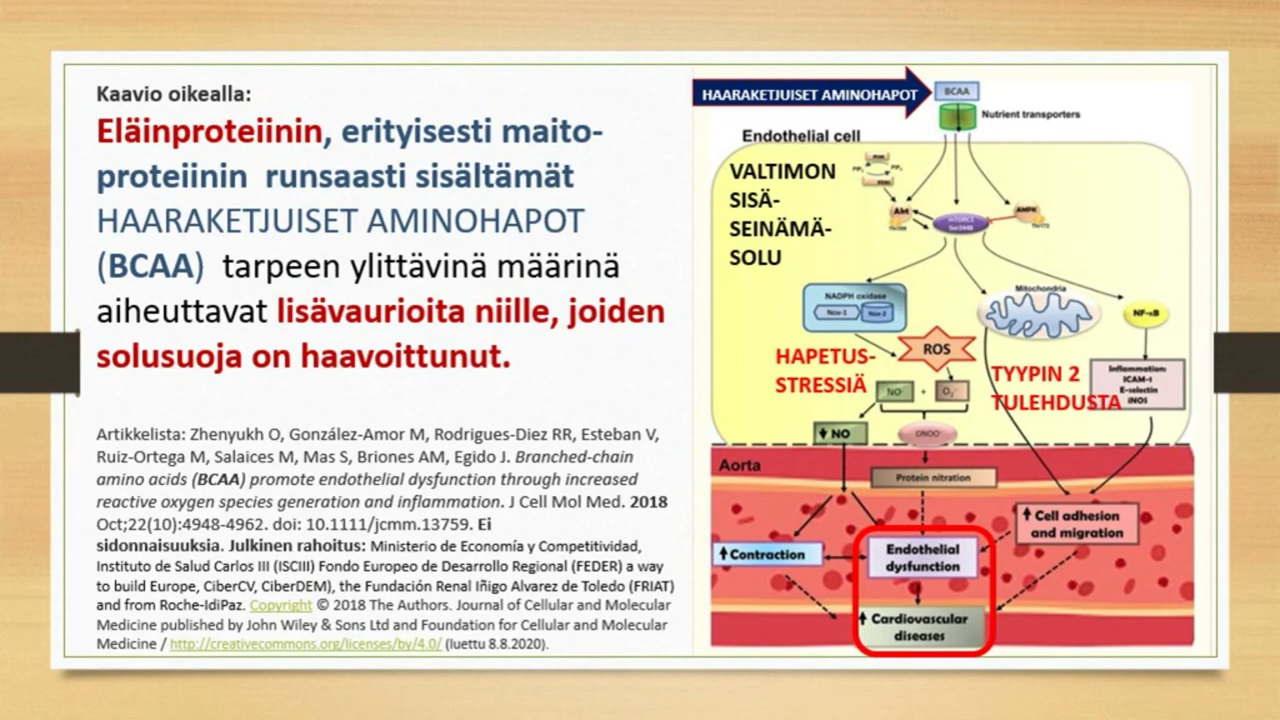 Kaavio oikealla:
Eläinproteiinin, erityisesti maito-
proteiinin runsaasti sisältämät
HAARAKETJUISET AMINOHAPOT
(BCAA) tarpeen ylittävinä määrinä
aiheuttavat lisävaurioita niille, joiden
solusuoja on haavoittunut.
Artikkelista: Zhenyukh O, González-Amor M, Rodrigues-Diez RR, Esteban V,
Ruiz-Ortega M, Salaices M, Mas S, Briones AM, Egido J. Branched-chain
amino acids (BCAA) promote endothelial dysfunction through increased
reactive oxygen species generation and inflammation. J Cell Mol Med. 2018
Oct;22(10):4948-4962. doi: 10.1111/jcmm.13759. Ei
sidonnaisuuksia. Julkinen rahoitus: Ministerio de Economía y Competitividad,
Instituto de Salud Carlos III (ISCIII) Fondo Europeo de Desarrollo Regional (FEDER) a way
to build Europe, CiberCV, CiberDEM), the Fundación Renal Iñigo Alvarez de Toledo (FRIAT)
and from Roche-IdiPaz. Copyright © 2018 The Authors. Journal of Cellular and Molecular
Medicine published by John Wiley & Sons Ltd and Foundation for Cellular and Molecular
Medicine / http://creativecommons.org/licenses/by/4.0/ (luettu 8.8.2020).
HAARAKETJUISET AMINOHAPOT
BCAA
Nutrient transporters
Endothelial cell
VALTIMON
SISÄ-
SEINÄMÄ-
SOLU
Akt
mTORC1
AMPK
NADPH oxidase
Nox-1
Nox-2
Mitochondria
NF-κB
HAPETUS-
STRESSIÄ
ROS
TYYPIN 2
TULEHDUSTA
Inflammation:
ICAM-1
E-selectin
iNOS
NO
+
O₂⁻
NO
ONOO⁻
Aorta
Protein nitration
Cell adhesion
and migration
Contraction
Endothelial
dysfunction
Cardiovascular
diseases